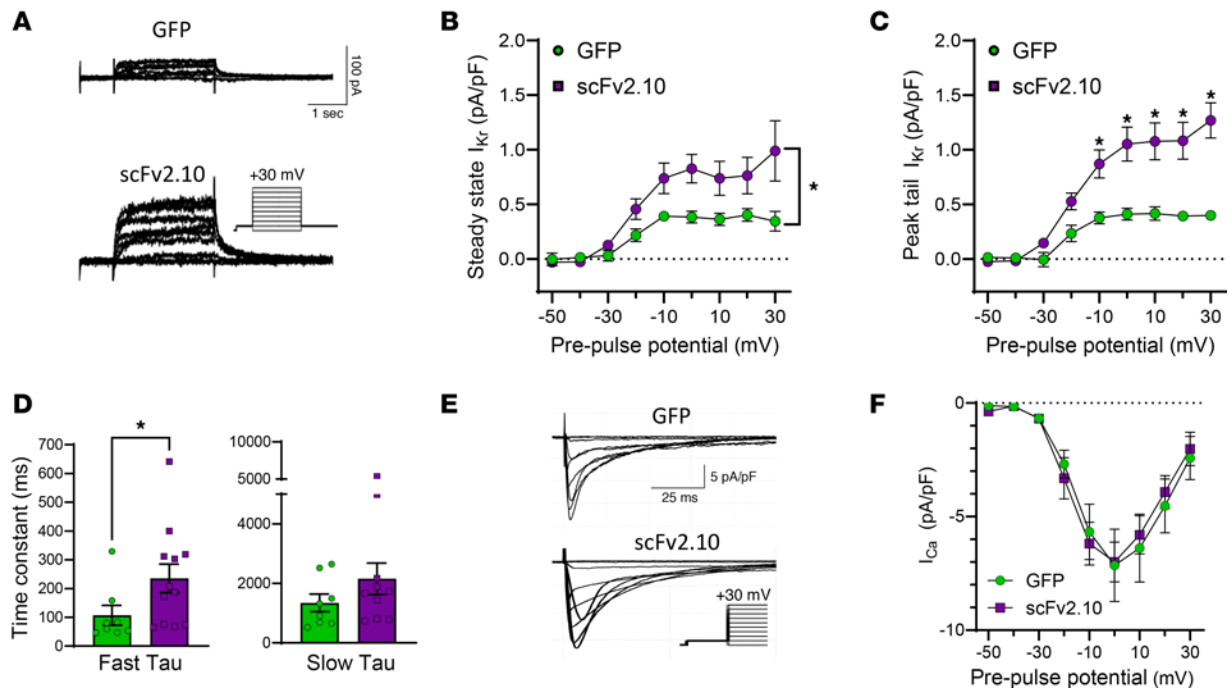 A
GFP
100 pA
1 sec
scFv2.10
+30 mV
B
GFP
scFv2.10
Steady state IKr (pA/pF)
2.0
1.5
1.0
0.5
0.0
*
-50
-30
-10
10
30
Pre-pulse potential (mV)
C
GFP
scFv2.10
Peak tail IKr (pA/pF)
2.0
1.5
1.0
0.5
0.0
* * * * *
-50
-30
-10
10
30
Pre-pulse potential (mV)
D
Time constant (ms)
700
600
500
400
300
200
100
0
*
Fast Tau
10000
5000
4000
2000
0
Slow Tau
E
GFP
5 pA/pF
25 ms
scFv2.10
+30 mV
F
ICa (pA/pF)
0
-5
-10
GFP
scFv2.10
-50
-30
-10
10
30
Pre-pulse potential (mV)